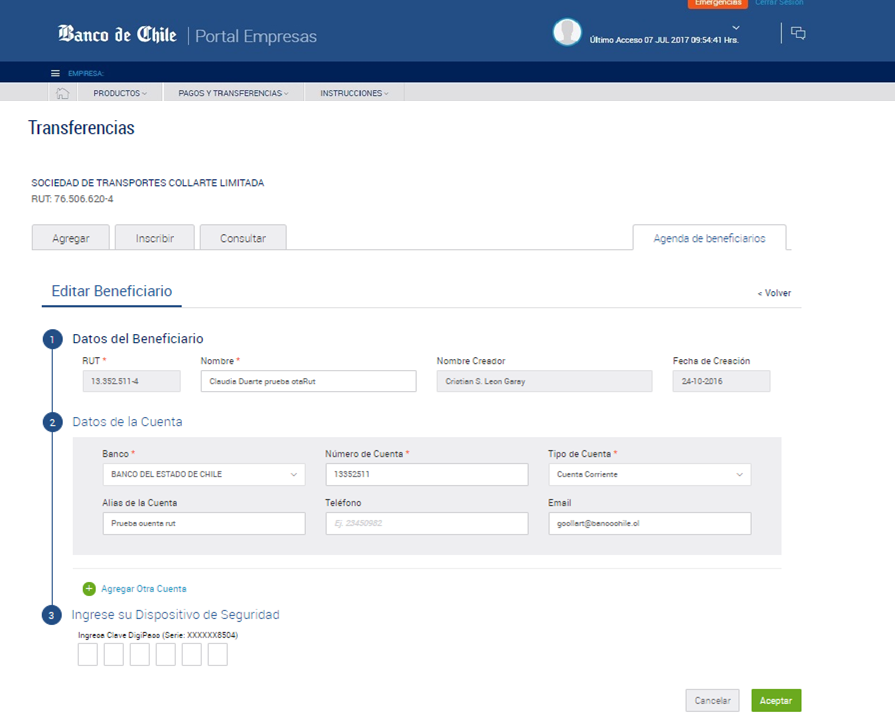 Emergencias Cerrar Sesión
Banco de Chile Portal Empresas
Último Acceso 07 JUL 2017 09:54:41 Hrs.
EMPRESA:
PRODUCTOS PAGOS Y TRANSFERENCIAS INSTRUCCIONES
Transferencias
SOCIEDAD DE TRANSPORTES COLLARTE LIMITADA
RUT: 76.506.620-4
Agregar Inscribir Consultar Agenda de beneficiarios
Editar Beneficiario < Volver
1 Datos del Beneficiario
RUT * Nombre * Nombre Creador Fecha de Creación
13.352.511-4 Claudia Duarte prueba otaRut Cristian S. Leon Garay 24-10-2016
2 Datos de la Cuenta
Banco * Número de Cuenta * Tipo de Cuenta *
BANCO DEL ESTADO DE CHILE 13352511 Cuenta Corriente
Alias de la Cuenta Teléfono Email
Prueba cuenta rut Ej. 23450982. gcollart@bancochile.cl
+ Agregar Otra Cuenta
3 Ingrese su Dispositivo de Seguridad
Ingresa Clave DigiPass (Serie: XXXXXX8504)
Cancelar Aceptar